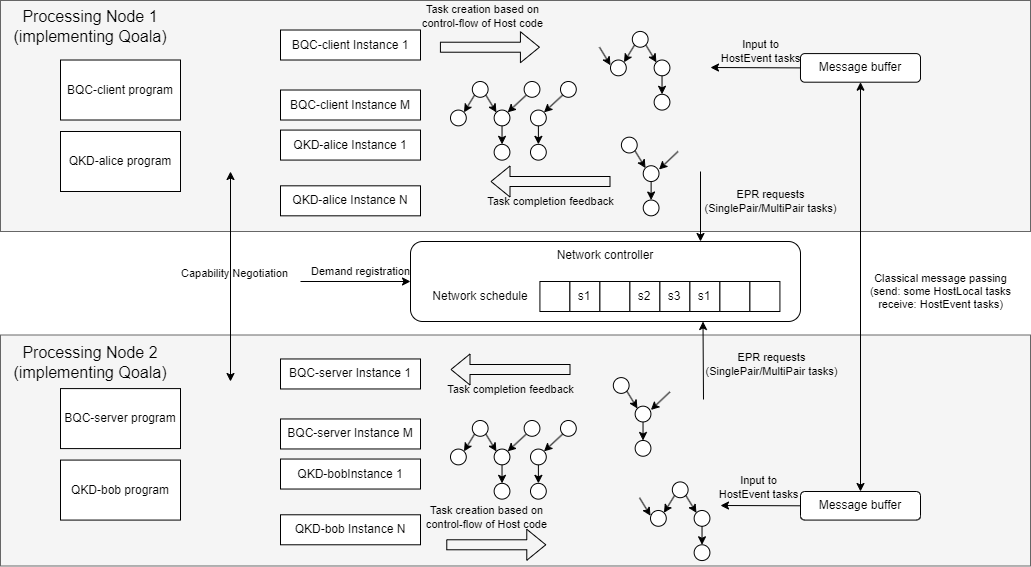 Processing Node 1
(implementing Qoala)
BQC-client program
QKD-alice program
BQC-client Instance 1
BQC-client Instance M
QKD-alice Instance 1
QKD-alice Instance N
Task creation based on
control-flow of Host code
Task completion feedback
Input to
HostEvent tasks
Message buffer
EPR requests
(SinglePair/MultiPair tasks)
Capability Negotiation
Demand registration
Network controller
Network schedule
s1
s2
s3
s1
Classical message passing
(send: some HostLocal tasks
receive: HostEvent tasks)
Processing Node 2
(implementing Qoala)
BQC-server program
QKD-bob program
BQC-server Instance 1
BQC-server Instance M
QKD-bobInstance 1
QKD-bob Instance N
Task completion feedback
Task creation based on
control-flow of Host code
EPR requests
(SinglePair/MultiPair tasks)
Input to
HostEvent tasks
Message buffer